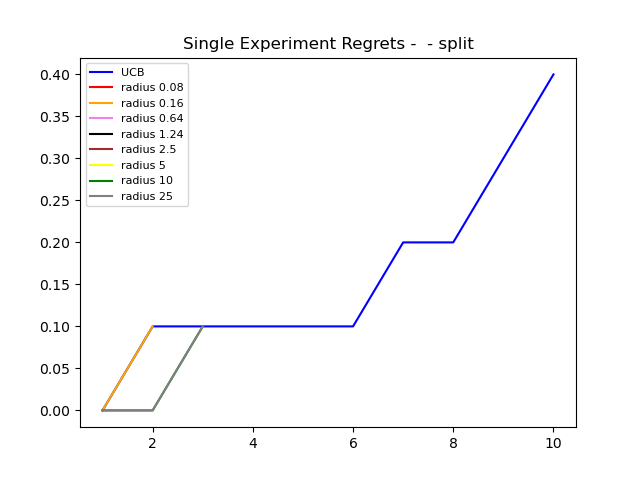 Single Experiment Regrets -  - split
UCB
radius 0.08
radius 0.16
radius 0.64
radius 1.24
radius 2.5
radius 5
radius 10
radius 25
0.40
0.35
0.30
0.25
0.20
0.15
0.10
0.05
0.00
2 4 6 8 10